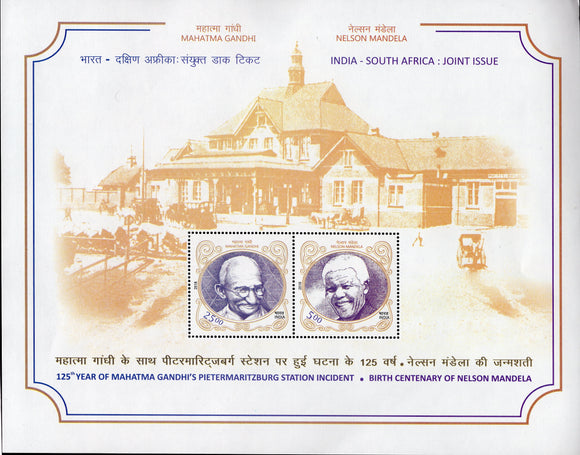 महात्मा गांधी
MAHATMA GANDHI
नेल्सन मंडेला
NELSON MANDELA
भारत - दक्षिण अफ्रीका : संयुक्त डाक टिकट
INDIA - SOUTH AFRICA : JOINT ISSUE
महात्मा गांधी
MAHATMA GANDHI
2018
25.00
भारत
INDIA
नेल्सन मंडेला
NELSON MANDELA
2018
5.00
भारत
INDIA
महात्मा गांधी के साथ पीटरमारिट्ज़बर्ग स्टेशन पर हुई घटना के 125 वर्ष • नेल्सन मंडेला की जन्मशती
125th YEAR OF MAHATMA GANDHI'S PIETERMARITZBURG STATION INCIDENT • BIRTH CENTENARY OF NELSON MANDELA